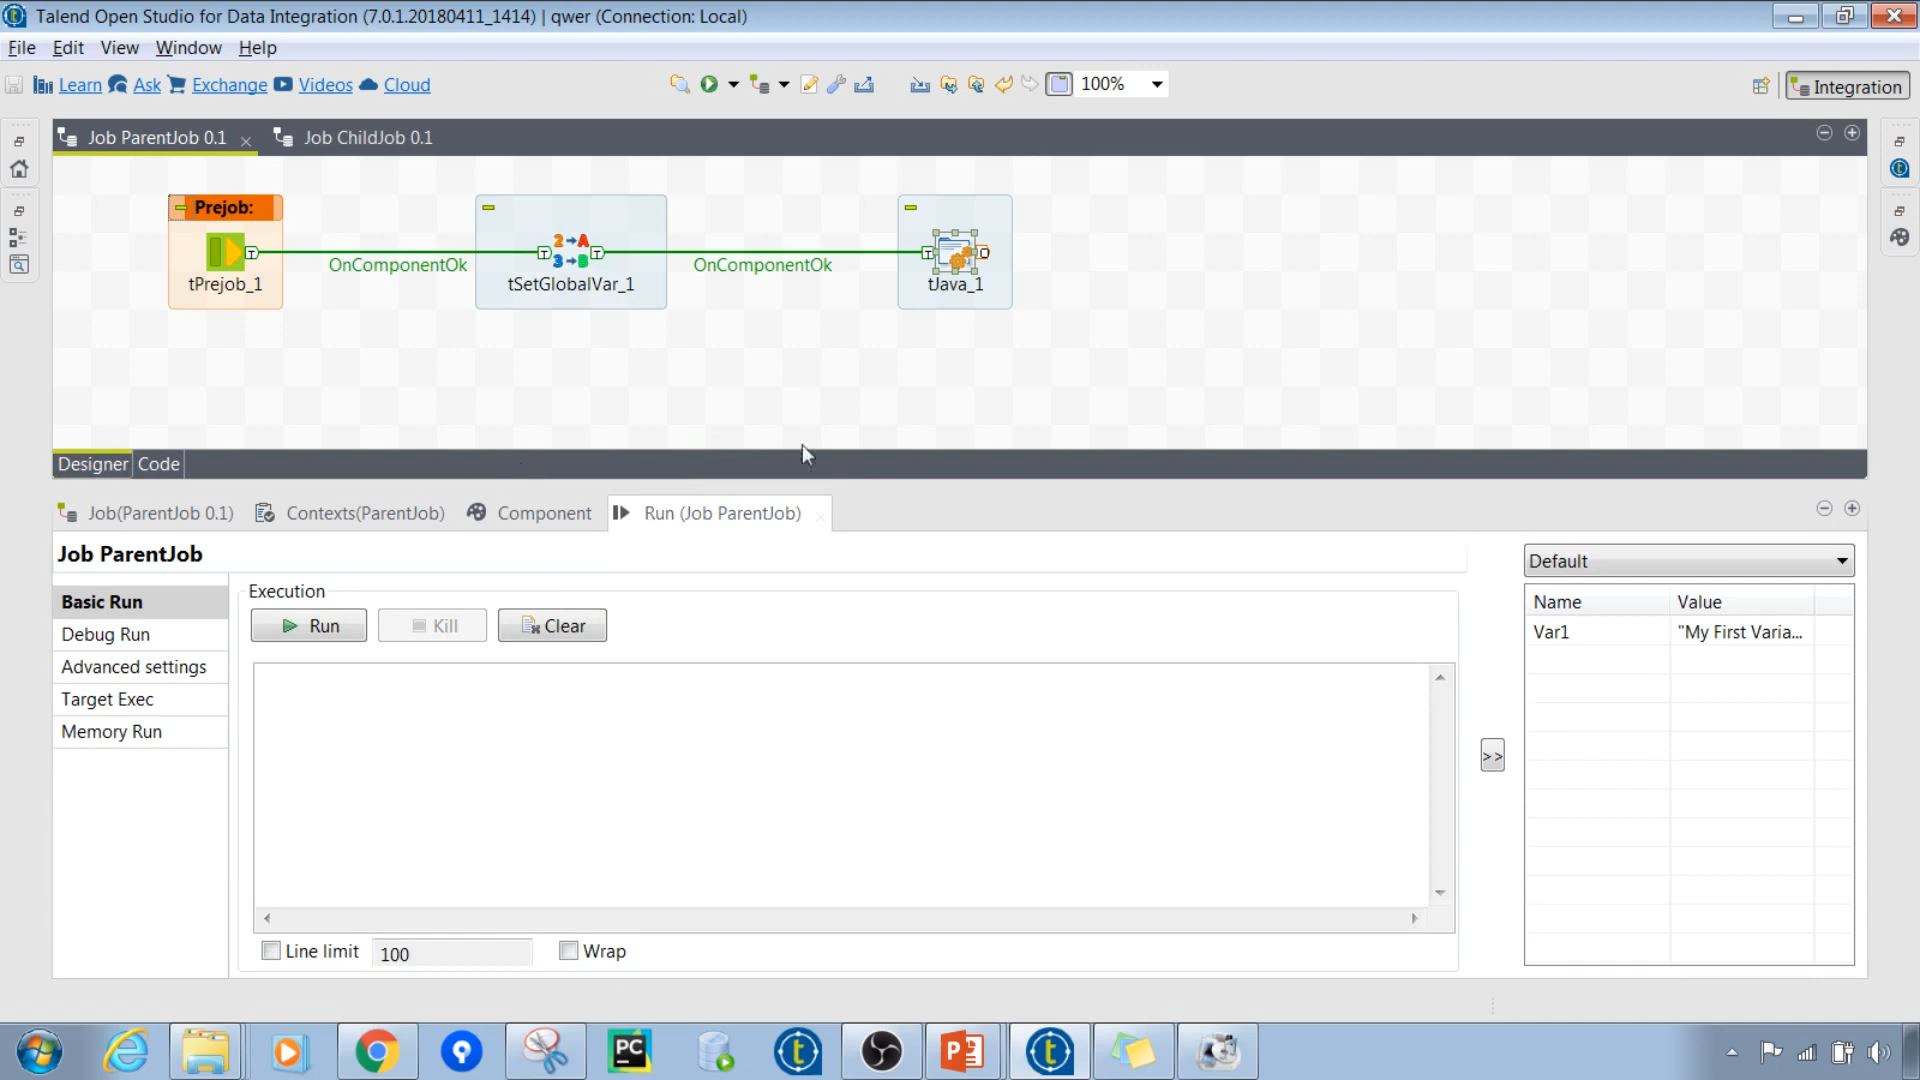 Talend Open Studio for Data Integration (7.0.1.20180411_1414) | qwer (Connection: Local)
File Edit View Window Help
Learn Ask Exchange Videos Cloud 100% Integration
Job ParentJob 0.1 Job ChildJob 0.1
Prejob:
2 A
3 B
T T T T O
OnComponentOk OnComponentOk
tPrejob_1 tSetGlobalVar_1 tJava_1
Designer Code
Job(ParentJob 0.1) Contexts(ParentJob) Component Run (Job ParentJob)
Job ParentJob
Default
Basic Run
Debug Run
Advanced settings
Target Exec
Memory Run
Execution
Run Kill Clear
Name Value
Var1 "My First Varia...
>>
Line limit 100 Wrap
PC P